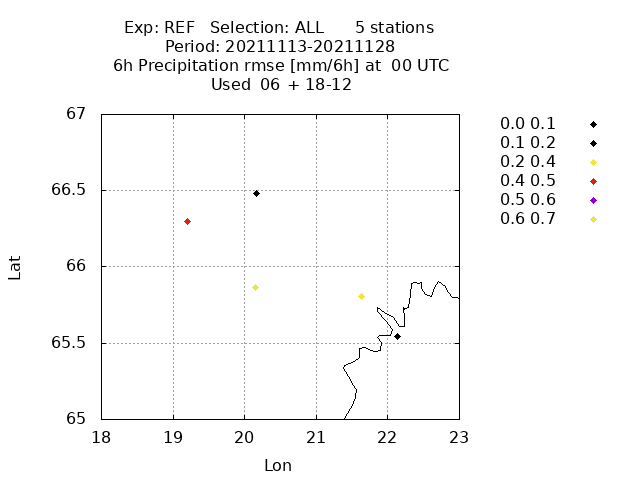 Exp: REF   Selection: ALL      5 stations
Period: 20211113-20211128
6h Precipitation rmse [mm/6h] at  00 UTC
Used  06 + 18-12
67
66.5
66
65.5
65
18 19 20 21 22 23
Lat
Lon
0.0 0.1
0.1 0.2
0.2 0.4
0.4 0.5
0.5 0.6
0.6 0.7